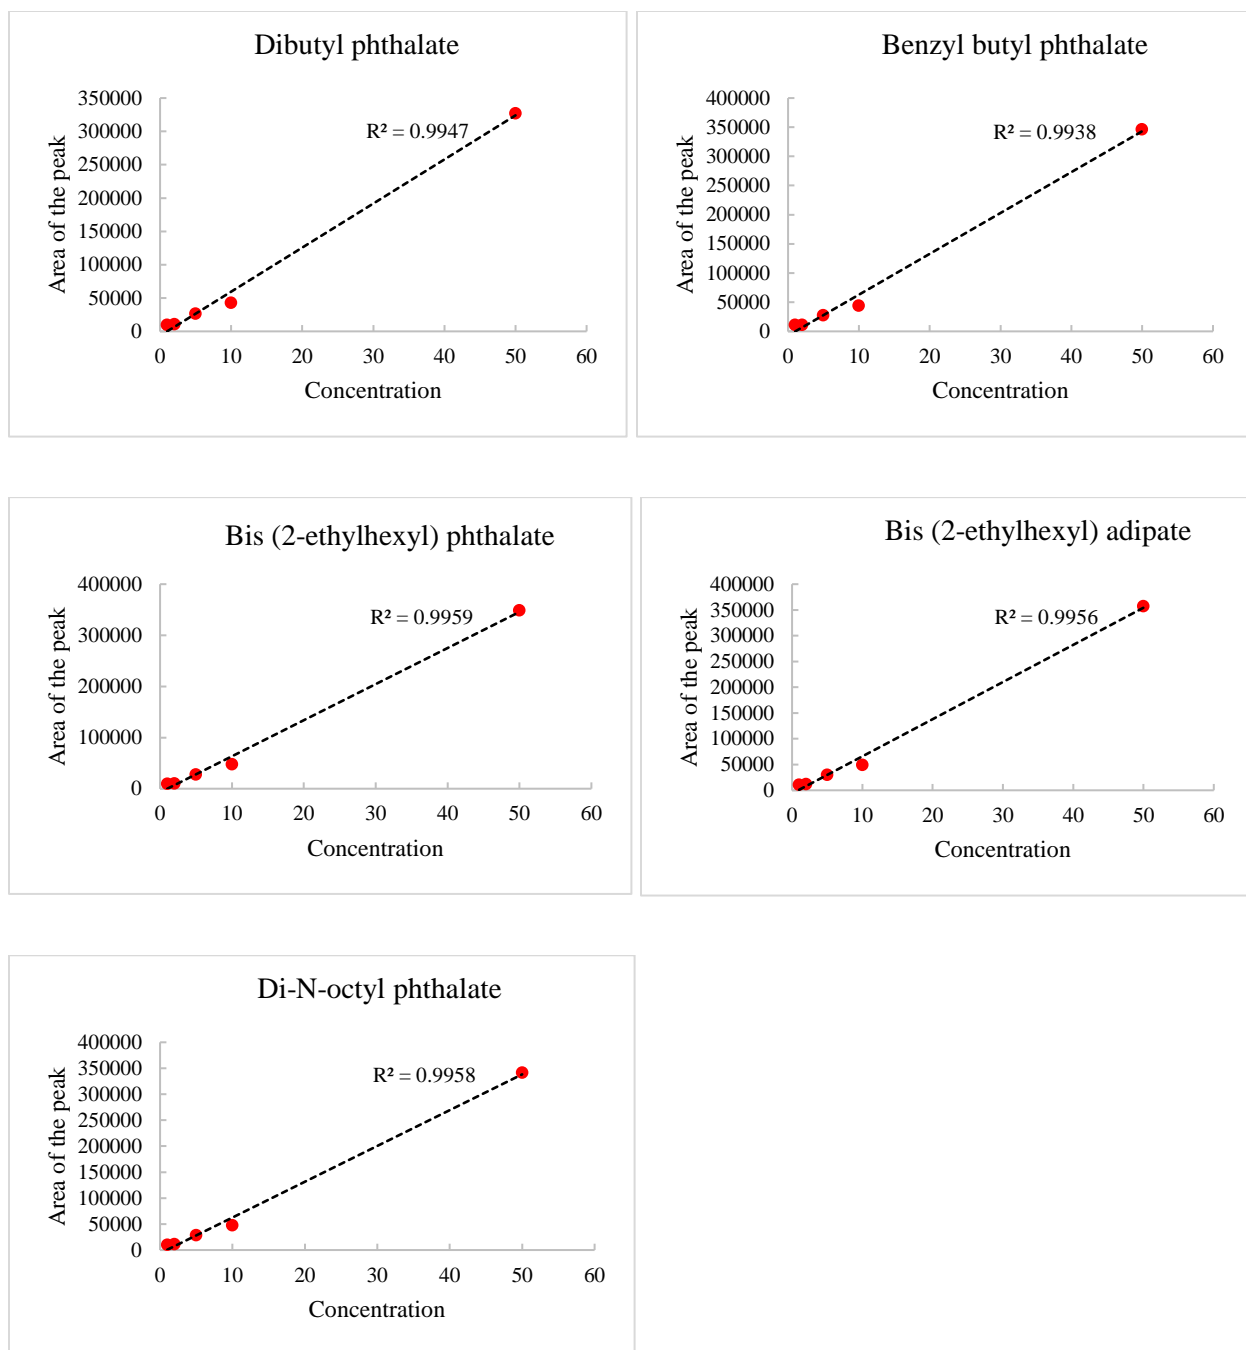 Dibutyl phthalate
350000
300000
250000
200000
150000
100000
50000
0
Area of the peak
R² = 0.9947
0 10 20 30 40 50 60
Concentration
Benzyl butyl phthalate
400000
350000
300000
250000
200000
150000
100000
50000
0
Area of the peak
R² = 0.9938
0 10 20 30 40 50 60
Concentration
Bis (2-ethylhexyl) phthalate
400000
300000
200000
100000
0
Area of the peak
R² = 0.9959
0 10 20 30 40 50 60
Concentration
Bis (2-ethylhexyl) adipate
400000
350000
300000
250000
200000
150000
100000
50000
0
Area of the peak
R² = 0.9956
0 10 20 30 40 50 60
Concentration
Di-N-octyl phthalate
400000
350000
300000
250000
200000
150000
100000
50000
0
Area of the peak
R² = 0.9958
0 10 20 30 40 50 60
Concentration